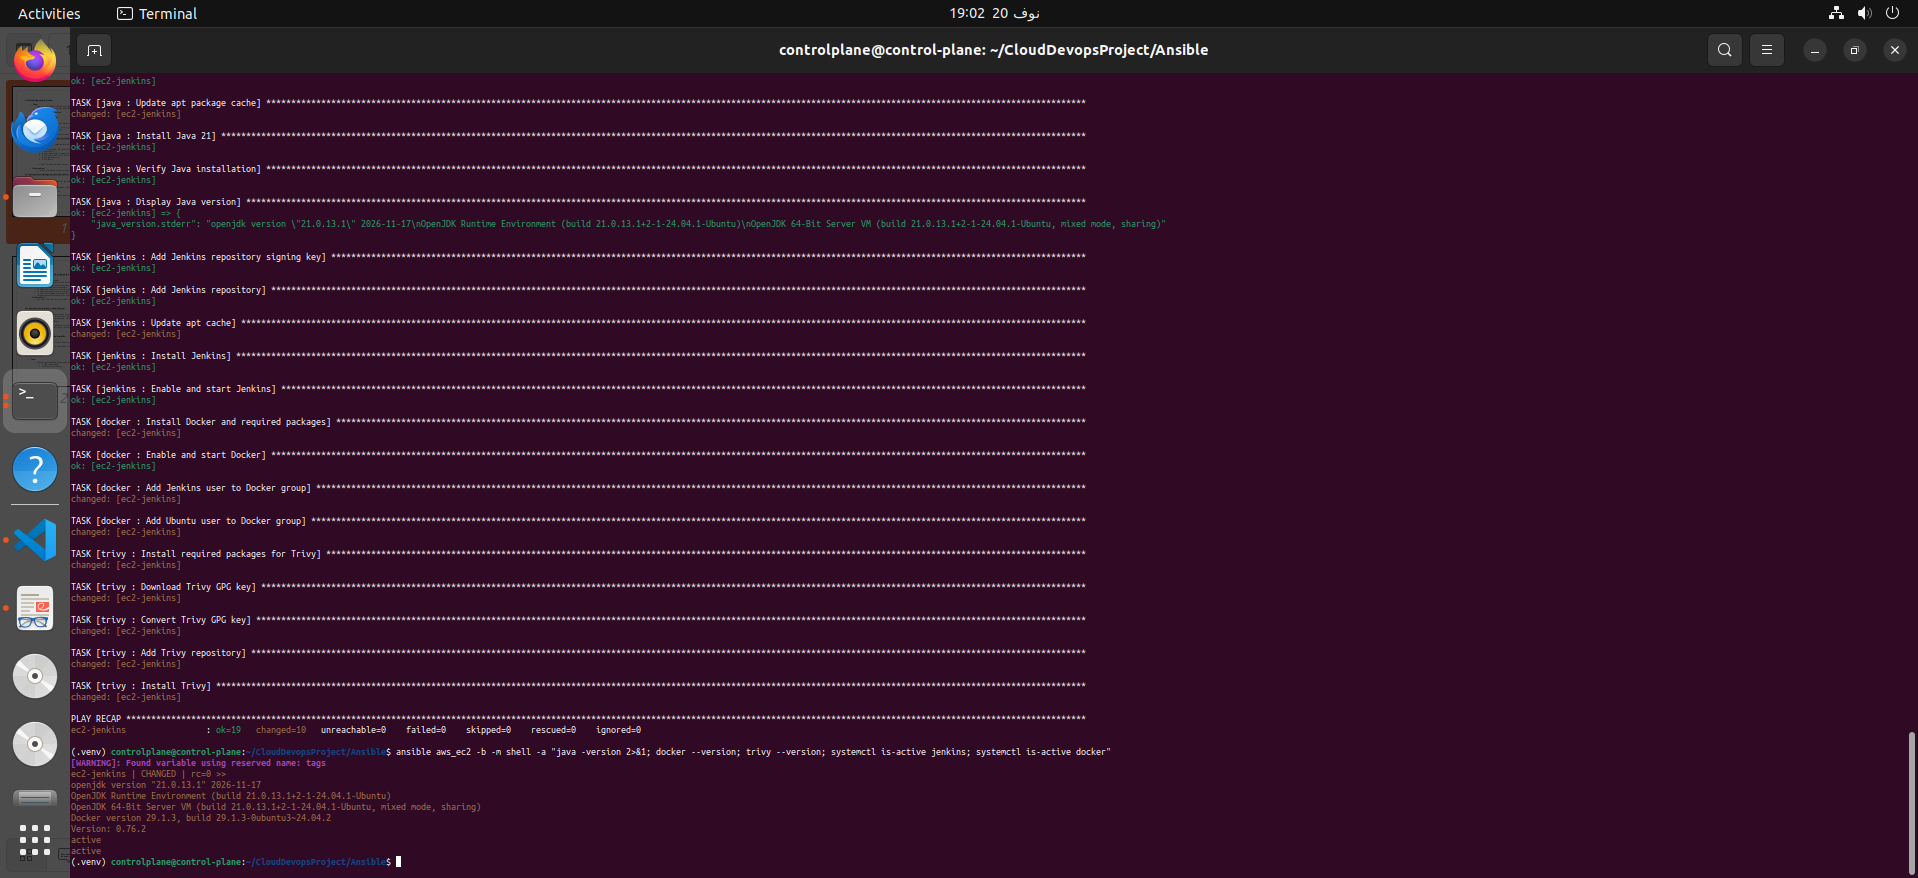 Activities
Terminal
19:02 20 نوف
controlplane@control-plane: ~/CloudDevopsProject/Ansible
ok: [ec2-jenkins]
TASK [java : Update apt package cache] ********************************************************************************************************************************************************************
changed: [ec2-jenkins]
TASK [java : Install Java 21] *****************************************************************************************************************************************************************************
ok: [ec2-jenkins]
TASK [java : Verify Java installation] ********************************************************************************************************************************************************************
ok: [ec2-jenkins]
TASK [java : Display Java version] ************************************************************************************************************************************************************************
ok: [ec2-jenkins] => {
"java_version.stderr": "openjdk version \"21.0.13.1\" 2026-11-17\nOpenJDK Runtime Environment (build 21.0.13.1+2-1-24.04.1-Ubuntu)\nOpenJDK 64-Bit Server VM (build 21.0.13.1+2-1-24.04.1-Ubuntu, mixed mode, sharing)"
}
TASK [jenkins : Add Jenkins repository signing key] *******************************************************************************************************************************************************
ok: [ec2-jenkins]
TASK [jenkins : Add Jenkins repository] *******************************************************************************************************************************************************************
ok: [ec2-jenkins]
TASK [jenkins : Update apt cache] *************************************************************************************************************************************************************************
changed: [ec2-jenkins]
TASK [jenkins : Install Jenkins] **************************************************************************************************************************************************************************
ok: [ec2-jenkins]
TASK [jenkins : Enable and start Jenkins] *****************************************************************************************************************************************************************
ok: [ec2-jenkins]
TASK [docker : Install Docker and required packages] ******************************************************************************************************************************************************
changed: [ec2-jenkins]
TASK [docker : Enable and start Docker] *******************************************************************************************************************************************************************
ok: [ec2-jenkins]
TASK [docker : Add Jenkins user to Docker group] **********************************************************************************************************************************************************
changed: [ec2-jenkins]
TASK [docker : Add Ubuntu user to Docker group] ***********************************************************************************************************************************************************
changed: [ec2-jenkins]
TASK [trivy : Install required packages for Trivy] ********************************************************************************************************************************************************
changed: [ec2-jenkins]
TASK [trivy : Download Trivy GPG key] *********************************************************************************************************************************************************************
changed: [ec2-jenkins]
TASK [trivy : Convert Trivy GPG key] **********************************************************************************************************************************************************************
changed: [ec2-jenkins]
TASK [trivy : Add Trivy repository] ***********************************************************************************************************************************************************************
changed: [ec2-jenkins]
TASK [trivy : Install Trivy] ******************************************************************************************************************************************************************************
changed: [ec2-jenkins]
PLAY RECAP ************************************************************************************************************************************************************************************************
ec2-jenkins : ok=19 changed=10 unreachable=0 failed=0 skipped=0 rescued=0 ignored=0
(.venv) controlplane@control-plane:~/CloudDevopsProject/Ansible$ ansible aws_ec2 -b -m shell -a "java -version 2>&1; docker --version; trivy --version; systemctl is-active jenkins; systemctl is-active docker"
[WARNING]: Found variable using reserved name: tags
ec2-jenkins | CHANGED | rc=0 >>
openjdk version "21.0.13.1" 2026-11-17
OpenJDK Runtime Environment (build 21.0.13.1+2-1-24.04.1-Ubuntu)
OpenJDK 64-Bit Server VM (build 21.0.13.1+2-1-24.04.1-Ubuntu, mixed mode, sharing)
Docker version 29.1.3, build 29.1.3-0ubuntu3~24.04.2
Version: 0.76.2
active
active
(.venv) controlplane@control-plane:~/CloudDevopsProject/Ansible$